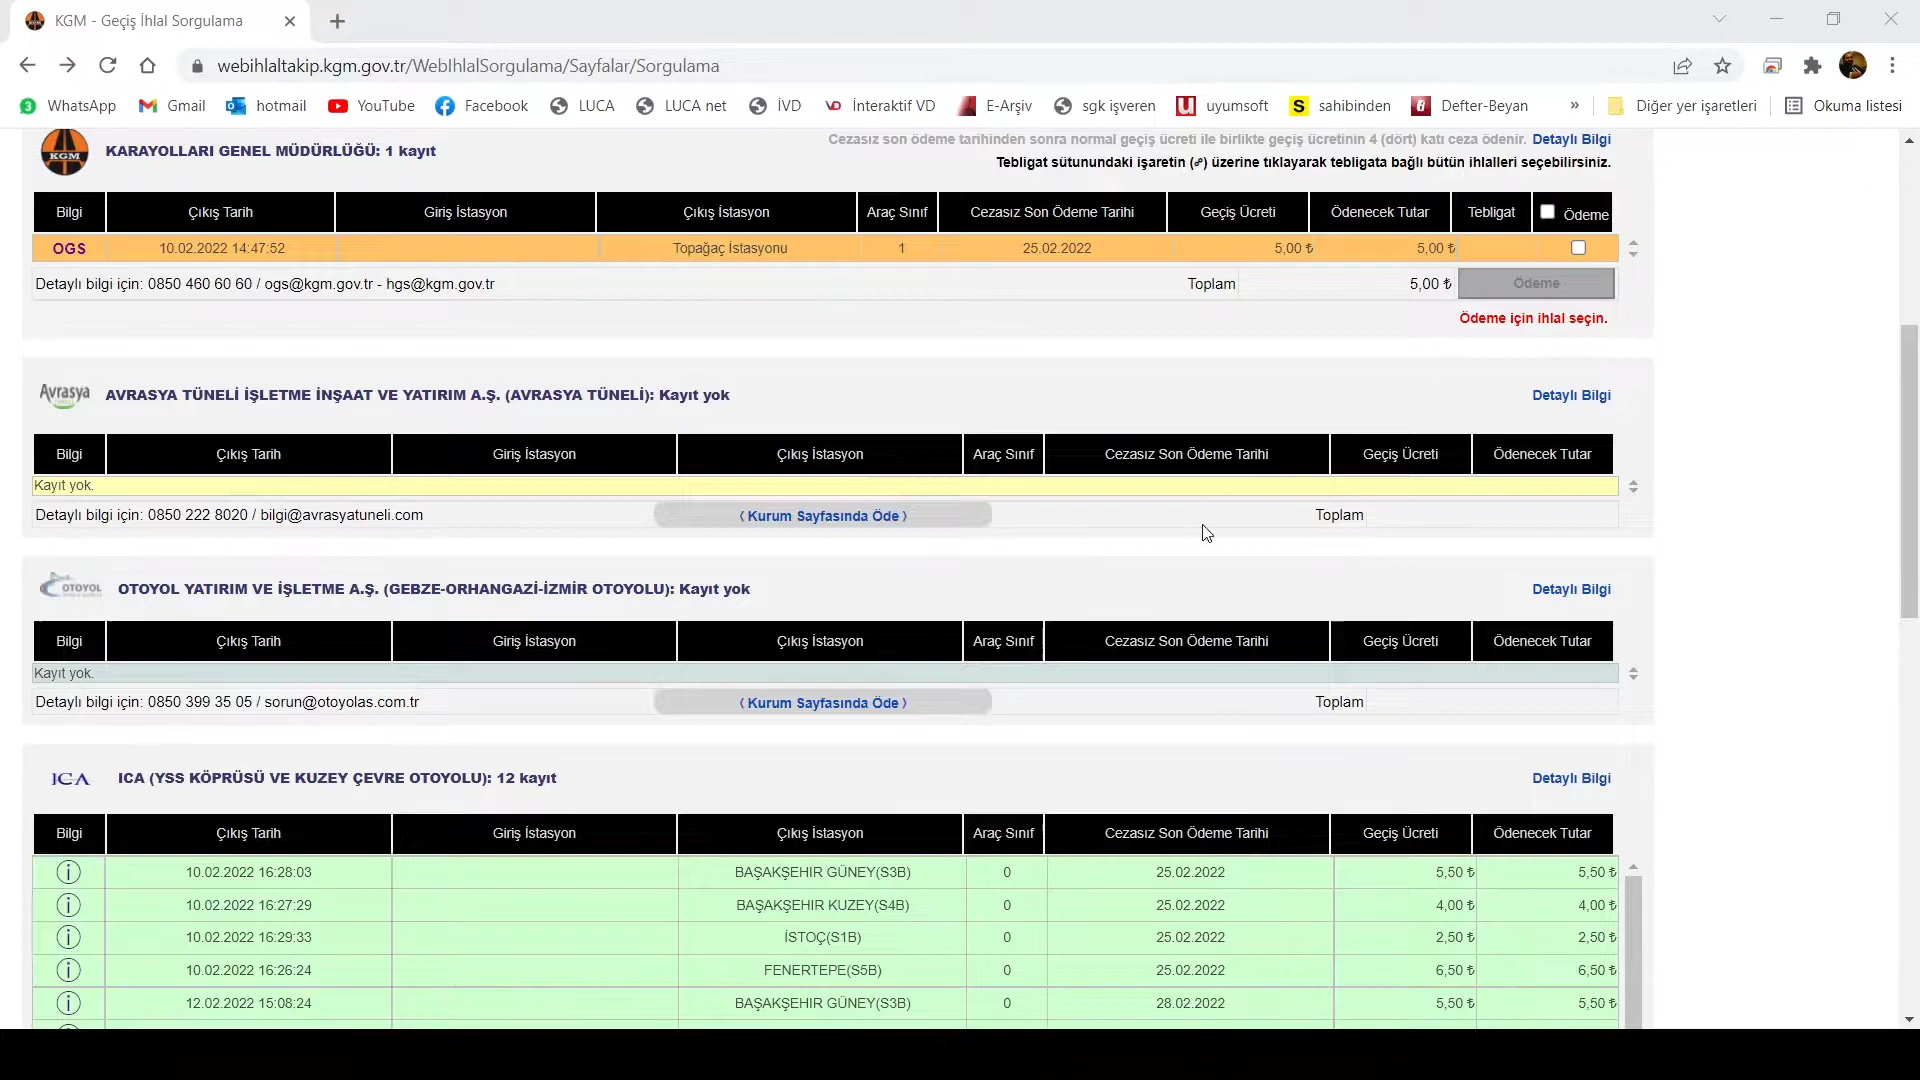 KGM - Geçiş İhlal Sorgulama
webihlaltakip.kgm.gov.tr/WebIhlalSorgulama/Sayfalar/Sorgulama
3 WhatsApp Gmail hotmail YouTube Facebook LUCA LUCA net İVD İnteraktif VD E-Arşiv sgk işveren uyumsoft sahibinden Defter-Beyan » Diğer yer işaretleri Okuma listesi
Cezasız son ödeme tarihinden sonra normal geçiş ücreti ile birlikte geçiş ücretinin 4 (dört) katı ceza ödenir. Detaylı Bilgi
KGM KARAYOLLARI GENEL MÜDÜRLÜĞÜ: 1 kayıt
Tebligat sütunundaki işaretin (☍) üzerine tıklayarak tebligata bağlı bütün ihlalleri seçebilirsiniz.
Bilgi Çıkış Tarih Giriş İstasyon Çıkış İstasyon Araç Sınıf Cezasız Son Ödeme Tarihi Geçiş Ücreti Ödenecek Tutar Tebligat Ödeme
OGS 10.02.2022 14:47:52 Topağaç İstasyonu 1 25.02.2022 5,00 ₺ 5,00 ₺
Detaylı bilgi için: 0850 460 60 60 / ogs@kgm.gov.tr - hgs@kgm.gov.tr Toplam 5,00 ₺ Ödeme
Ödeme için ihlal seçin.
Avrasya AVRASYA TÜNELİ İŞLETME İNŞAAT VE YATIRIM A.Ş. (AVRASYA TÜNELİ): Kayıt yok Detaylı Bilgi
Bilgi Çıkış Tarih Giriş İstasyon Çıkış İstasyon Araç Sınıf Cezasız Son Ödeme Tarihi Geçiş Ücreti Ödenecek Tutar
Kayıt yok.
Detaylı bilgi için: 0850 222 8020 / bilgi@avrasyatuneli.com ⟨ Kurum Sayfasında Öde ⟩ Toplam
OTOYOL OTOYOL YATIRIM VE İŞLETME A.Ş. (GEBZE-ORHANGAZİ-İZMİR OTOYOLU): Kayıt yok Detaylı Bilgi
Bilgi Çıkış Tarih Giriş İstasyon Çıkış İstasyon Araç Sınıf Cezasız Son Ödeme Tarihi Geçiş Ücreti Ödenecek Tutar
Kayıt yok.
Detaylı bilgi için: 0850 399 35 05 / sorun@otoyolas.com.tr ⟨ Kurum Sayfasında Öde ⟩ Toplam
ICA ICA (YSS KÖPRÜSÜ VE KUZEY ÇEVRE OTOYOLU): 12 kayıt Detaylı Bilgi
Bilgi Çıkış Tarih Giriş İstasyon Çıkış İstasyon Araç Sınıf Cezasız Son Ödeme Tarihi Geçiş Ücreti Ödenecek Tutar
10.02.2022 16:28:03 BAŞAKŞEHIR GÜNEY(S3B) 0 25.02.2022 5,50 ₺ 5,50 ₺
10.02.2022 16:27:29 BAŞAKŞEHIR KUZEY(S4B) 0 25.02.2022 4,00 ₺ 4,00 ₺
10.02.2022 16:29:33 İSTOÇ(S1B) 0 25.02.2022 2,50 ₺ 2,50 ₺
10.02.2022 16:26:24 FENERTEPE(S5B) 0 25.02.2022 6,50 ₺ 6,50 ₺
12.02.2022 15:08:24 BAŞAKŞEHIR GÜNEY(S3B) 0 28.02.2022 5,50 ₺ 5,50 ₺